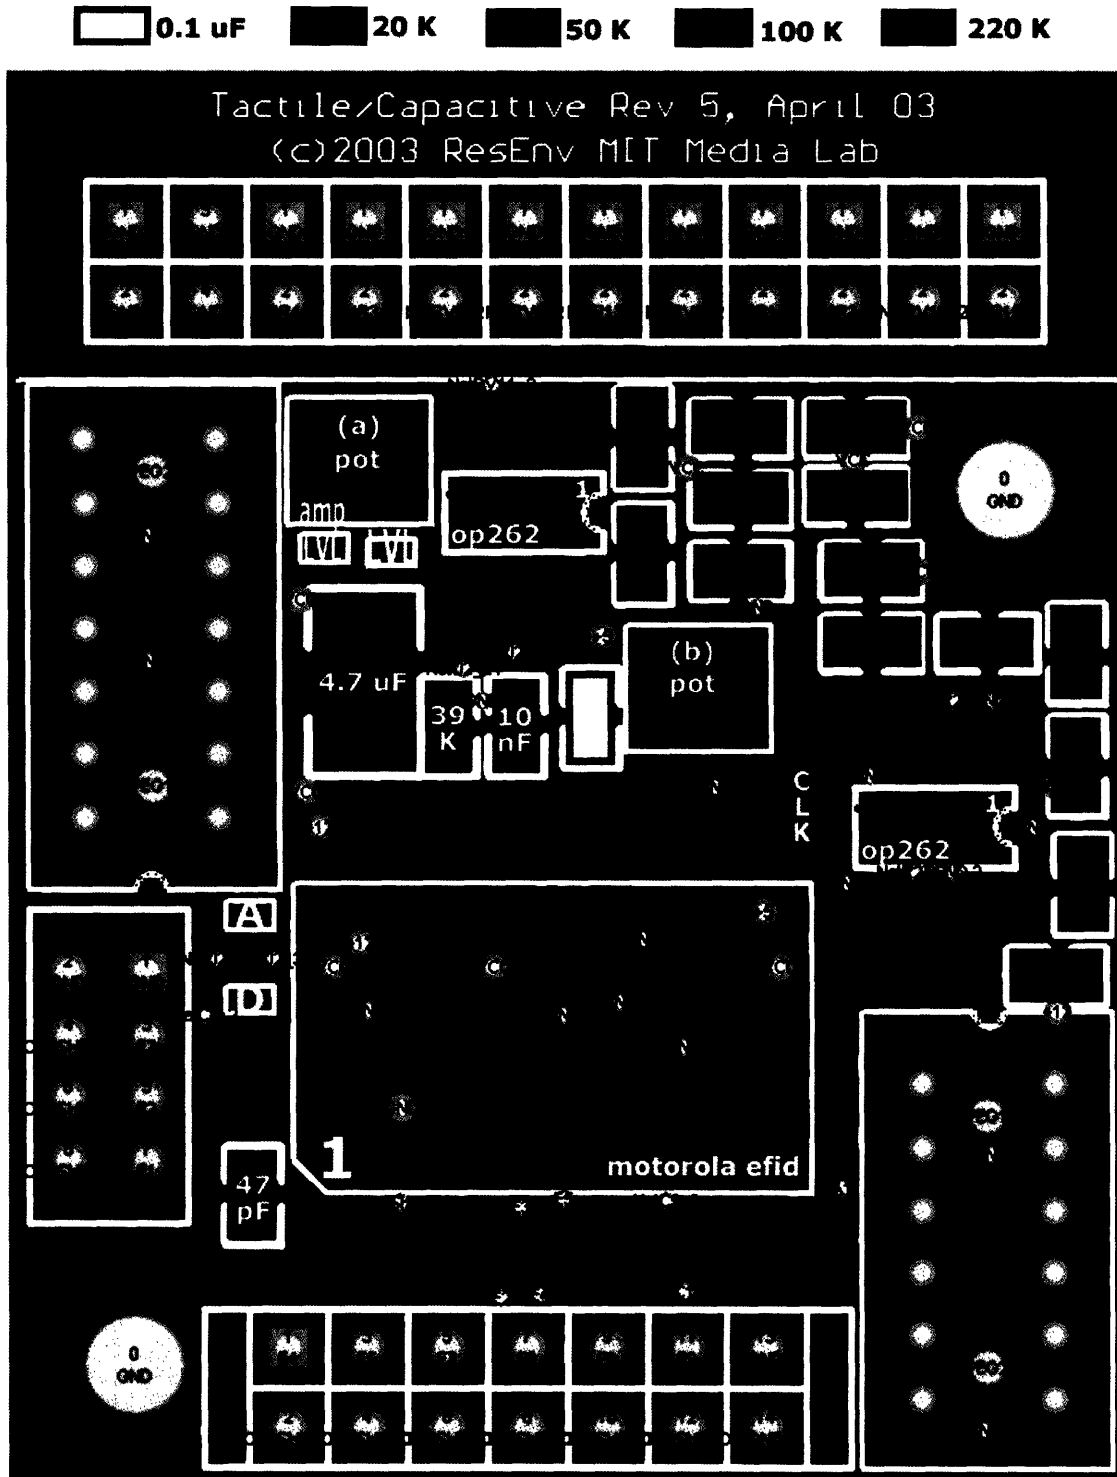 0.1 uF 20 K 50 K 100 K 220 K
Tactile/Capacitive Rev 5, April 03
(c)2003 ResEnv MIT Media Lab
(a)
pot
amp
1
op262
0
GND
(b)
pot
4.7 uF
39
K
10
nF
C
L
K
1
op262
A
D
1
motorola efid
47
pF
0
GND